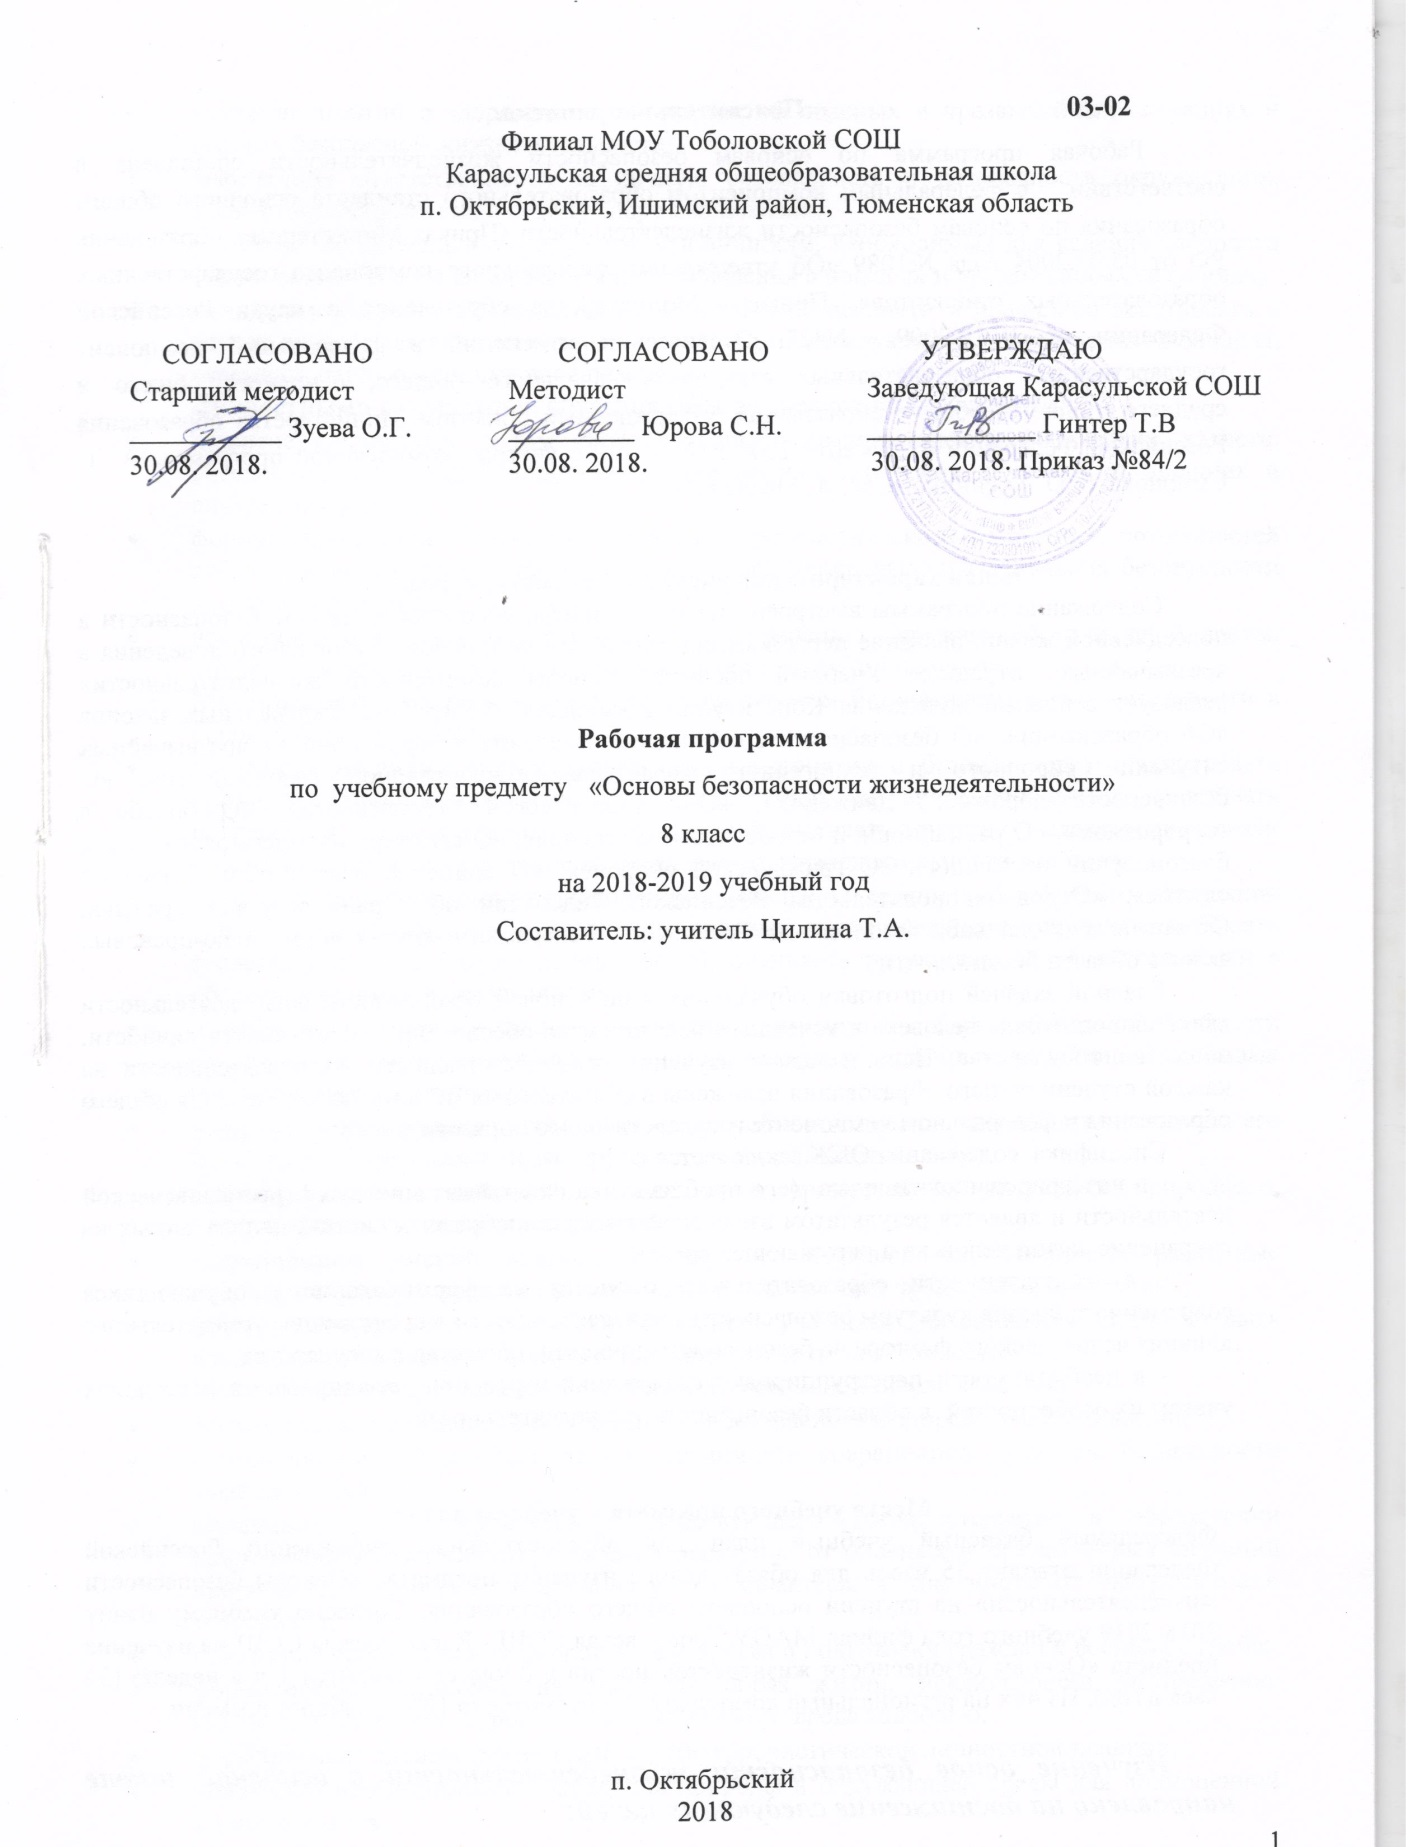 03-02
Филиал МОУ Тоболовской СОШ
Карасульская средняя общеобразовательная школа
п. Октябрьский, Ишимский район, Тюменская область
СОГЛАСОВАНО СОГЛАСОВАНО УТВЕРЖДАЮ
Старший методист Методист Заведующая Карасульской СОШ
Зуева О.Г. Юрова С.Н. Гинтер Т.В
30.08. 2018. 30.08. 2018. 30.08. 2018. Приказ №84/2
Рабочая программа
по учебному предмету «Основы безопасности жизнедеятельности»
8 класс
на 2018-2019 учебный год
Составитель: учитель Цилина Т.А.
п. Октябрьский
2018
1